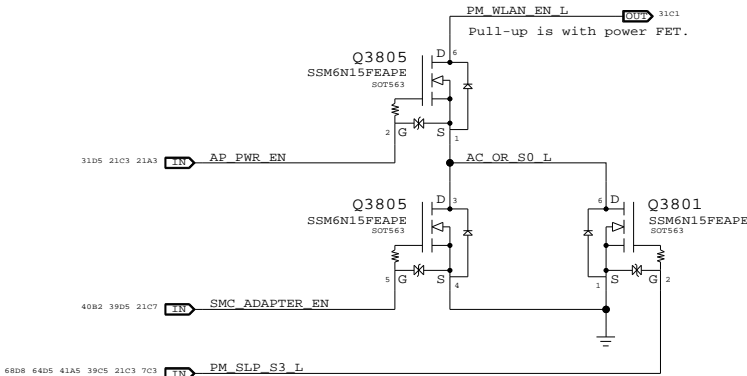 PM_WLAN_EN_L
OUT 31C1
Pull-up is with power FET.
Q3805
SSM6N15FEAPE
SOT563
D 6
2 G S 1
31D5 21C3 21A3 IN AP_PWR_EN
AC_OR_S0_L
Q3805
SSM6N15FEAPE
SOT563
D 3
5 G S 4
6 D
Q3801
SSM6N15FEAPE
SOT563
1 S G 2
40B2 39D5 21C7 IN SMC_ADAPTER_EN
68D8 64D5 41A5 39C5 21C3 7C3 IN PM_SLP_S3_L